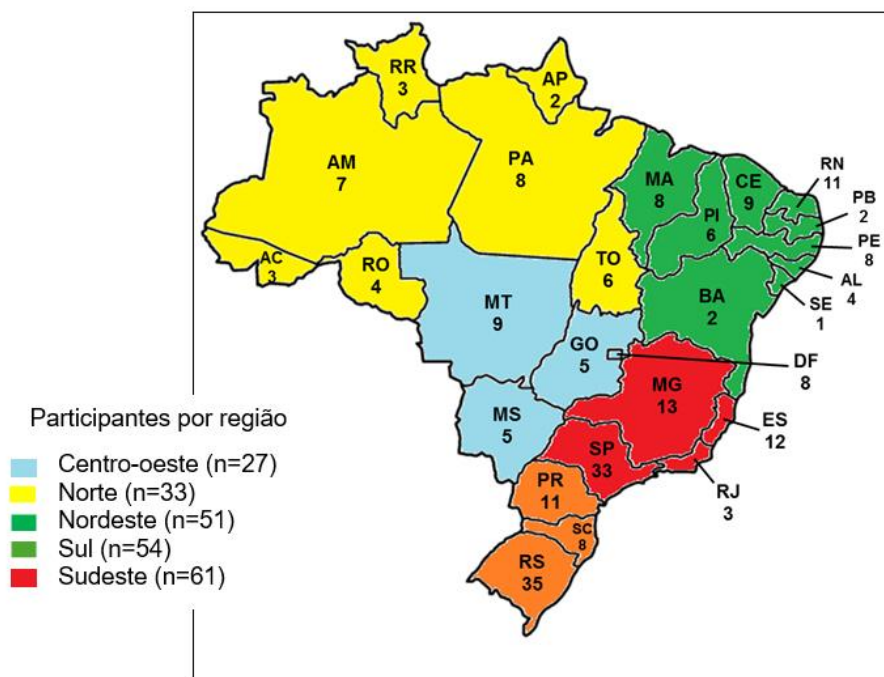 RR
3
AP
2
AM
7
PA
8
MA
8
CE
9
RN
11
PB
2
PI
6
PE
8
AC
3
RO
4
TO
6
AL
4
SE
1
BA
2
MT
9
GO
5
DF
8
MG
13
MS
5
ES
12
SP
33
RJ
3
PR
11
SC
8
RS
35
Participantes por região
Centro-oeste (n=27)
Norte (n=33)
Nordeste (n=51)
Sul (n=54)
Sudeste (n=61)